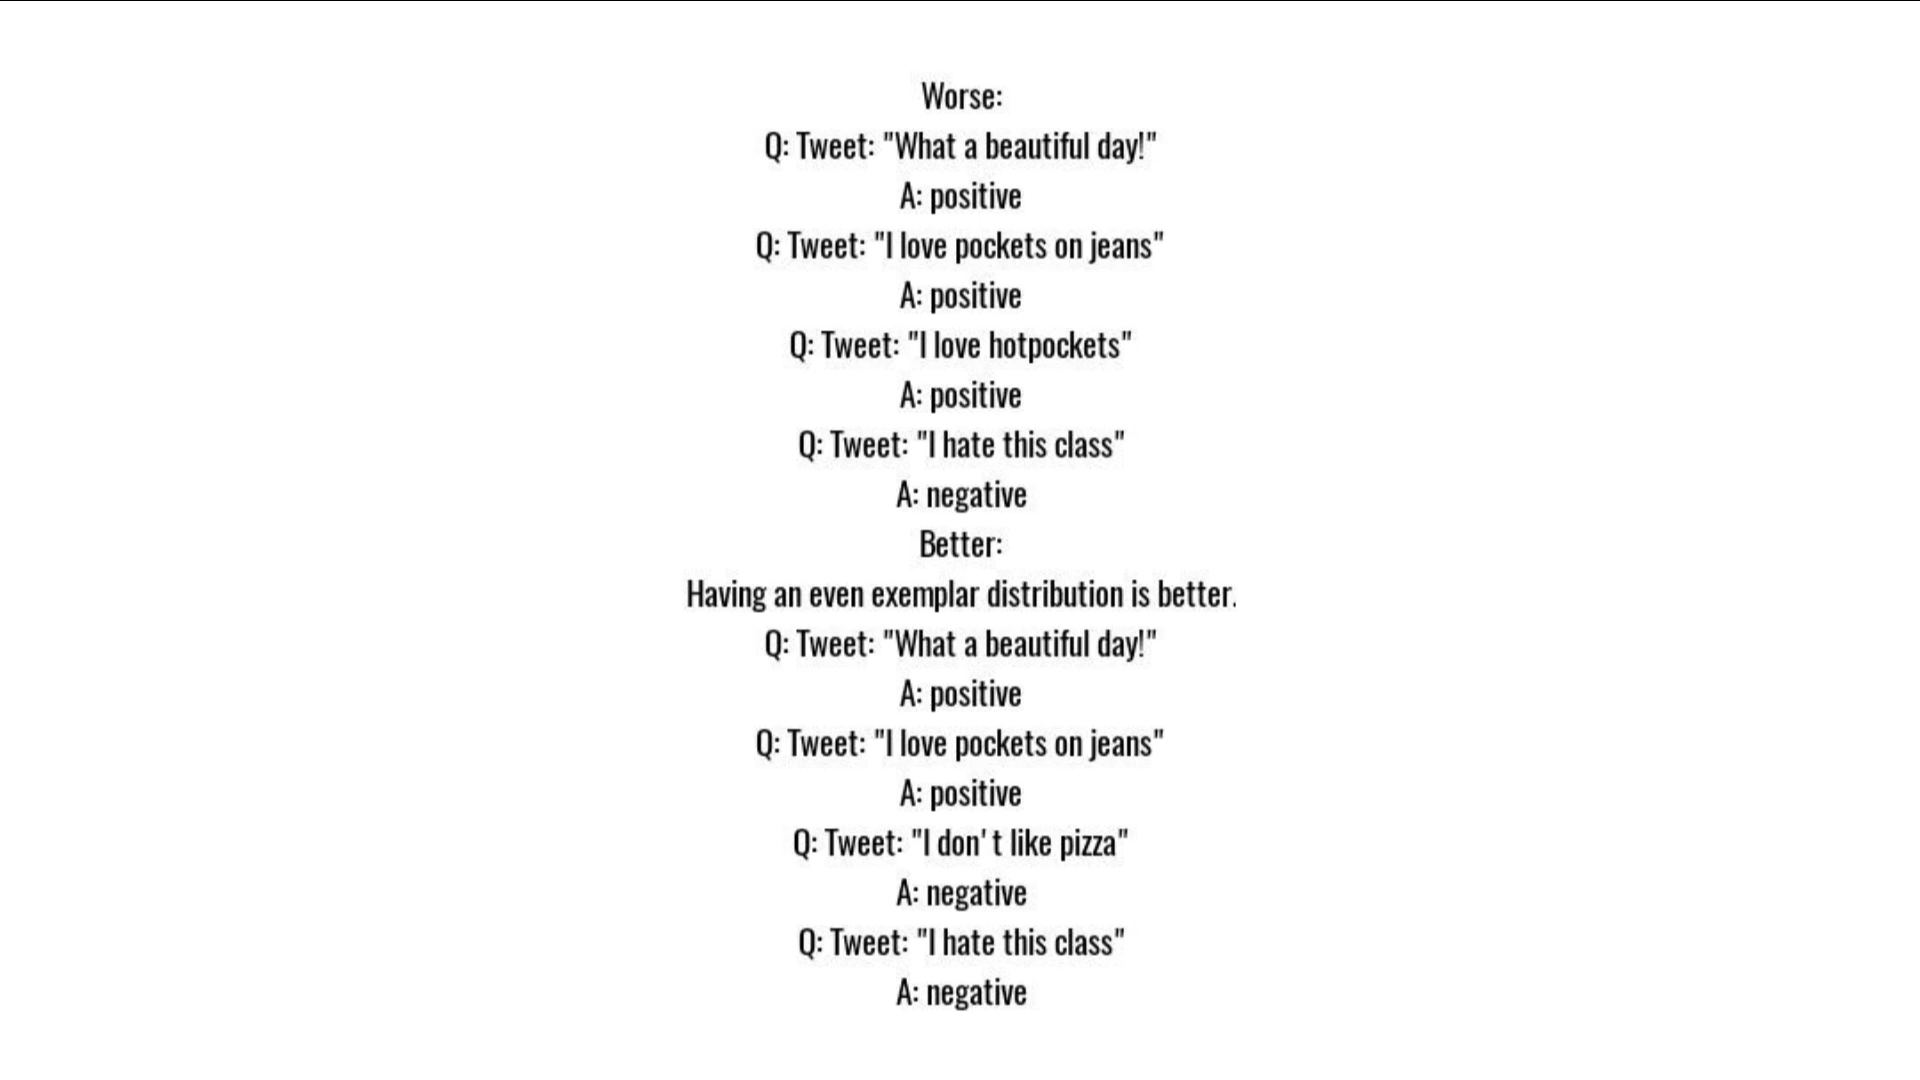 Worse:
Q: Tweet: "What a beautiful day!"
A: positive
Q: Tweet: "I love pockets on jeans"
A: positive
Q: Tweet: "I love hotpockets"
A: positive
Q: Tweet: "I hate this class"
A: negative
Better:
Having an even exemplar distribution is better.
Q: Tweet: "What a beautiful day!"
A: positive
Q: Tweet: "I love pockets on jeans"
A: positive
Q: Tweet: "I don' t like pizza"
A: negative
Q: Tweet: "I hate this class"
A: negative